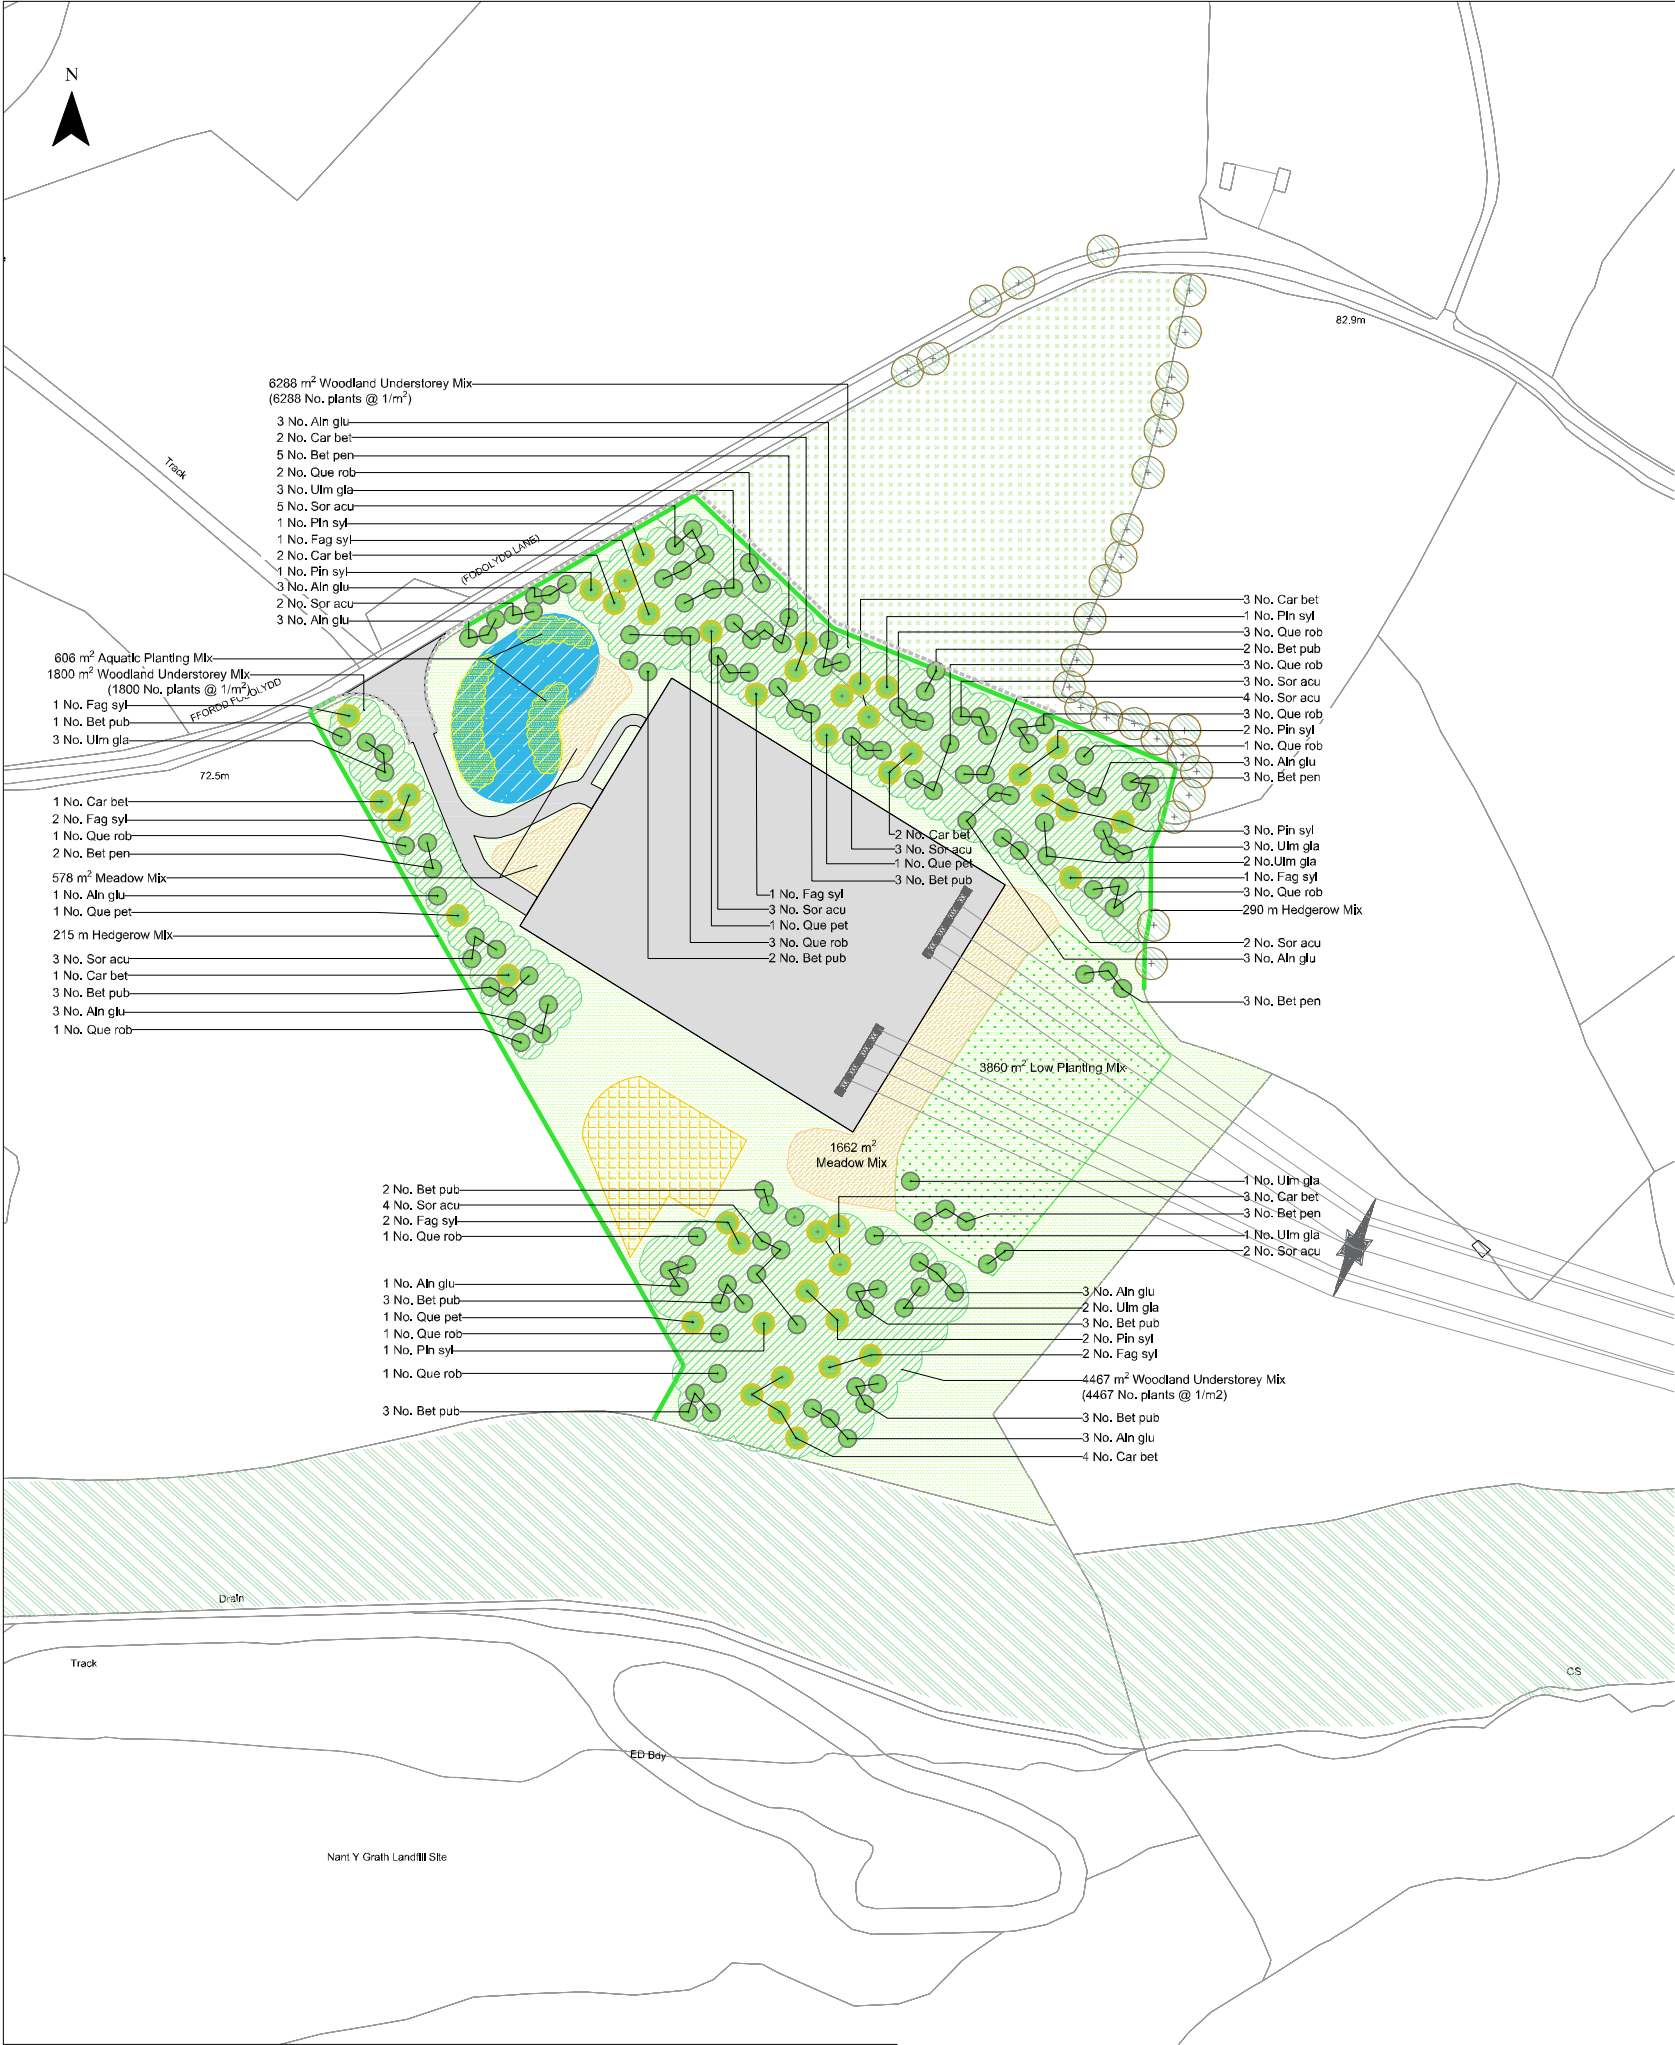 N
82.9m
6288 m² Woodland Understorey Mix
(6288 No. plants @ 1/m²)
3 No. Aln glu
2 No. Car bet
5 No. Bet pen
2 No. Que rob
3 No. Ulm gla
5 No. Sor acu
1 No. Pin syl
1 No. Fag syl
2 No. Car bet
1 No. Pin syl
3 No. Aln glu
2 No. Sor acu
3 No. Aln glu
Track
(FODOLYDD LANE)
606 m² Aquatic Planting Mix
1800 m² Woodland Understorey Mix
(1800 No. plants @ 1/m²)
FFORDD FODOLYDD
1 No. Fag syl
1 No. Bet pub
3 No. Ulm gla
72.5m
1 No. Car bet
2 No. Fag syl
1 No. Que rob
2 No. Bet pen
578 m² Meadow Mix
1 No. Aln glu
1 No. Que pet
215 m Hedgerow Mix
3 No. Sor acu
1 No. Car bet
3 No. Bet pub
3 No. Aln glu
1 No. Que rob
3 No. Car bet
1 No. Pin syl
3 No. Que rob
2 No. Bet pub
3 No. Que rob
3 No. Sor acu
4 No. Sor acu
3 No. Que rob
2 No. Pin syl
1 No. Que rob
3 No. Aln glu
3 No. Bet pen
3 No. Pin syl
3 No. Ulm gla
2 No.Ulm gla
1 No. Fag syl
3 No. Que rob
290 m Hedgerow Mix
2 No. Sor acu
3 No. Aln glu
3 No. Bet pen
2 No. Car bet
3 No. Sor acu
1 No. Que pet
3 No. Bet pub
1 No. Fag syl
3 No. Sor acu
1 No. Que pet
3 No. Que rob
2 No. Bet pub
3860 m² Low Planting Mix
1662 m²
Meadow Mix
2 No. Bet pub
4 No. Sor acu
2 No. Fag syl
1 No. Que rob
1 No. Aln glu
3 No. Bet pub
1 No. Que pet
1 No. Que rob
1 No. Pin syl
1 No. Que rob
3 No. Bet pub
1 No. Ulm gla
3 No. Car bet
3 No. Bet pen
1 No. Ulm gla
2 No. Sor acu
3 No. Aln glu
2 No. Ulm gla
3 No. Bet pub
2 No. Pin syl
2 No. Fag syl
4467 m² Woodland Understorey Mix
(4467 No. plants @ 1/m2)
3 No. Bet pub
3 No. Aln glu
4 No. Car bet
Drain
Track
CS
ED Bdy
Nant Y Grath Landfill Site